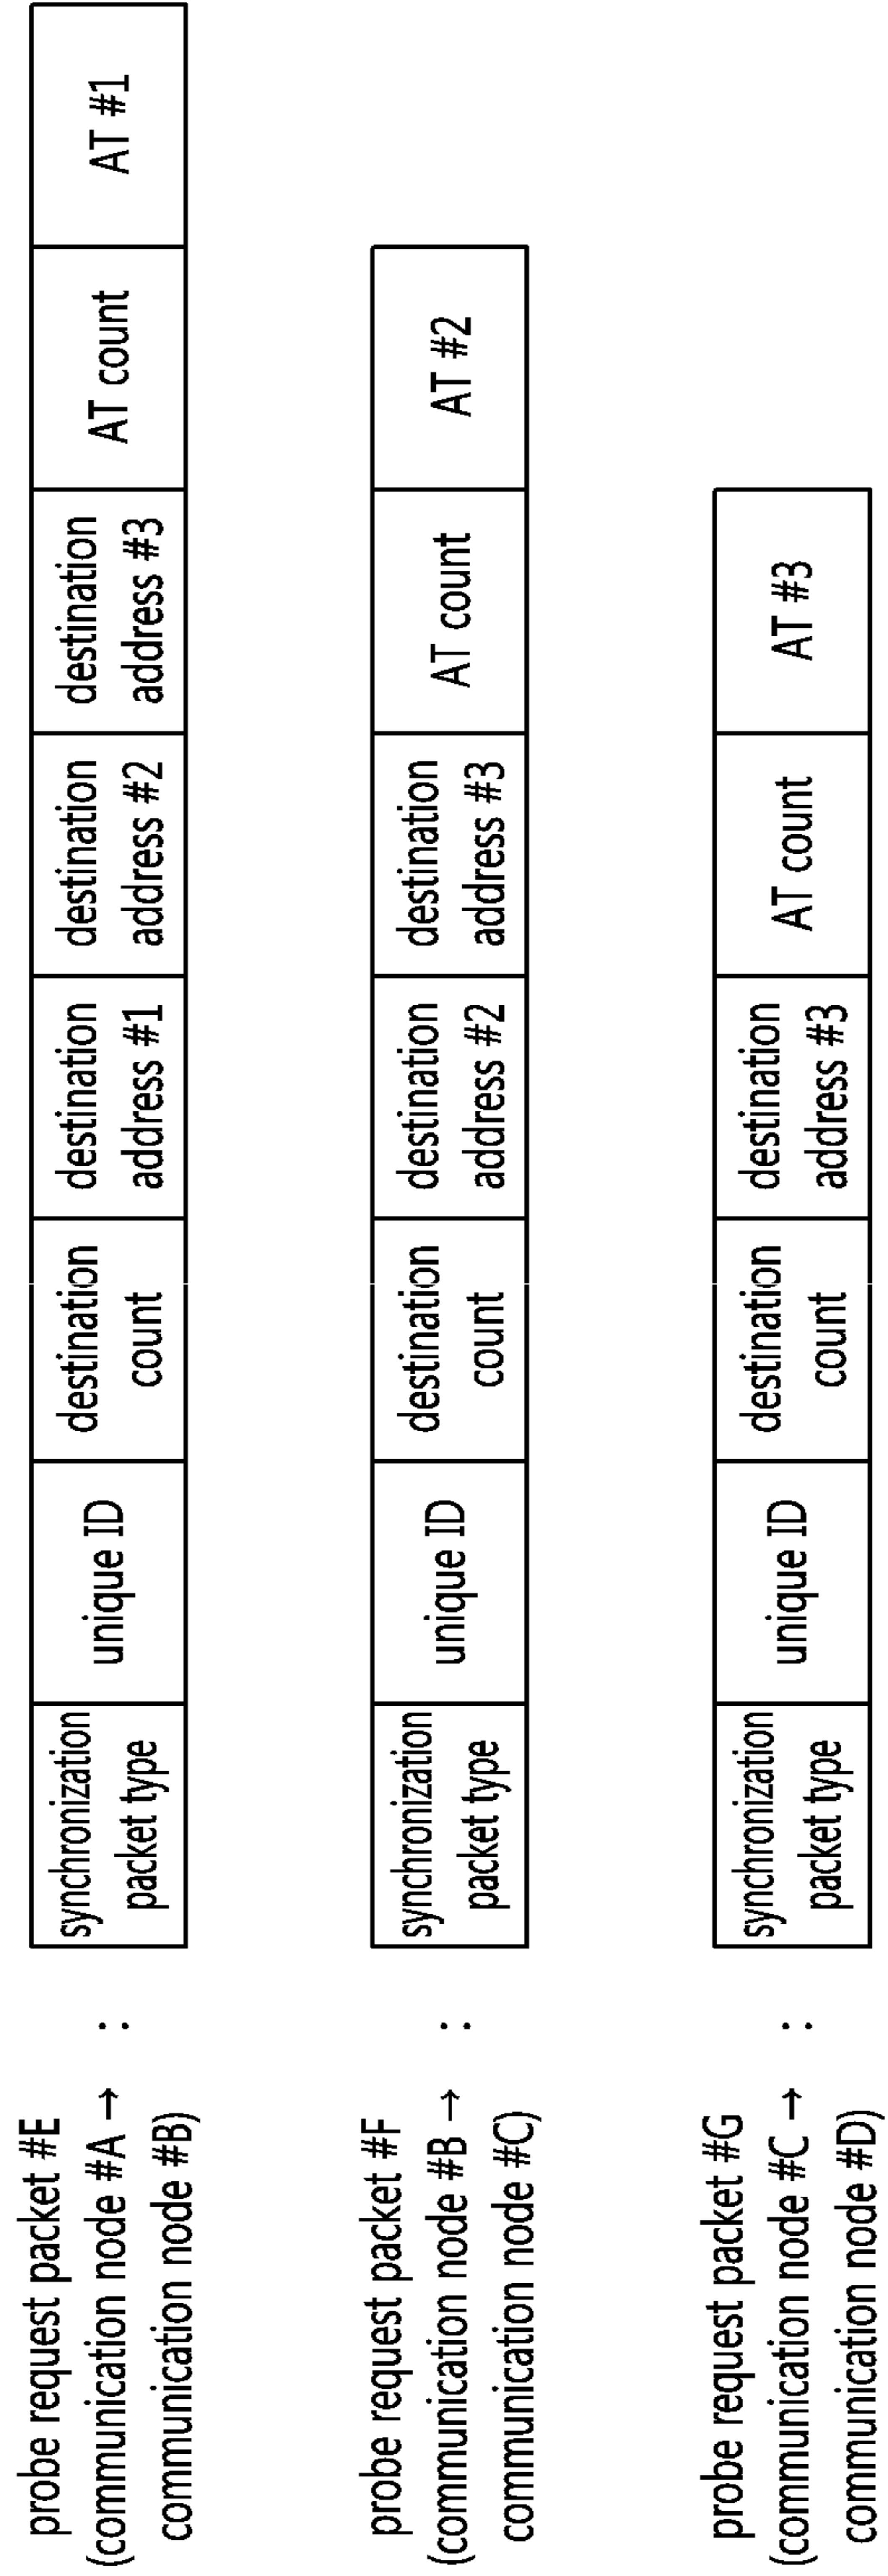 probe request packet #E
(communication node #A →
communication node #B)
:
synchronization
packet type
unique ID
destination
count
destination
address #1
destination
address #2
destination
address #3
AT count
AT #1
probe request packet #F
(communication node #B →
communication node #C)
:
synchronization
packet type
unique ID
destination
count
destination
address #2
destination
address #3
AT count
AT #2
probe request packet #G
(communication node #C →
communication node #D)
:
synchronization
packet type
unique ID
destination
count
destination
address #3
AT count
AT #3